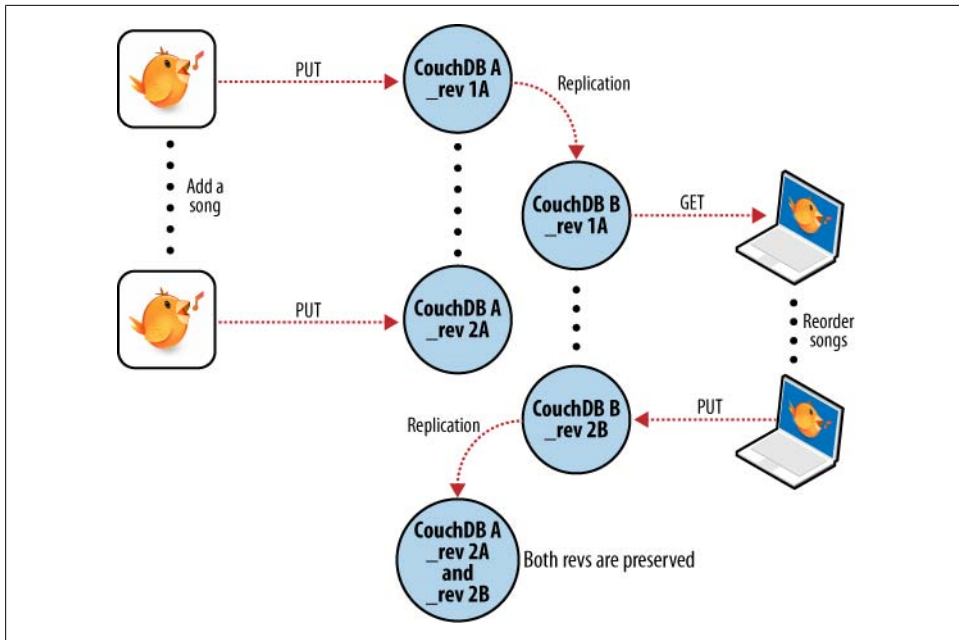 PUT
CouchDB A
_rev 1A
Replication
Add a
song
CouchDB B
_rev 1A
GET
PUT
CouchDB A
_rev 2A
Reorder
songs
CouchDB B
_rev 2B
PUT
Replication
CouchDB A
_rev 2A
and
_rev 2B
Both revs are preserved